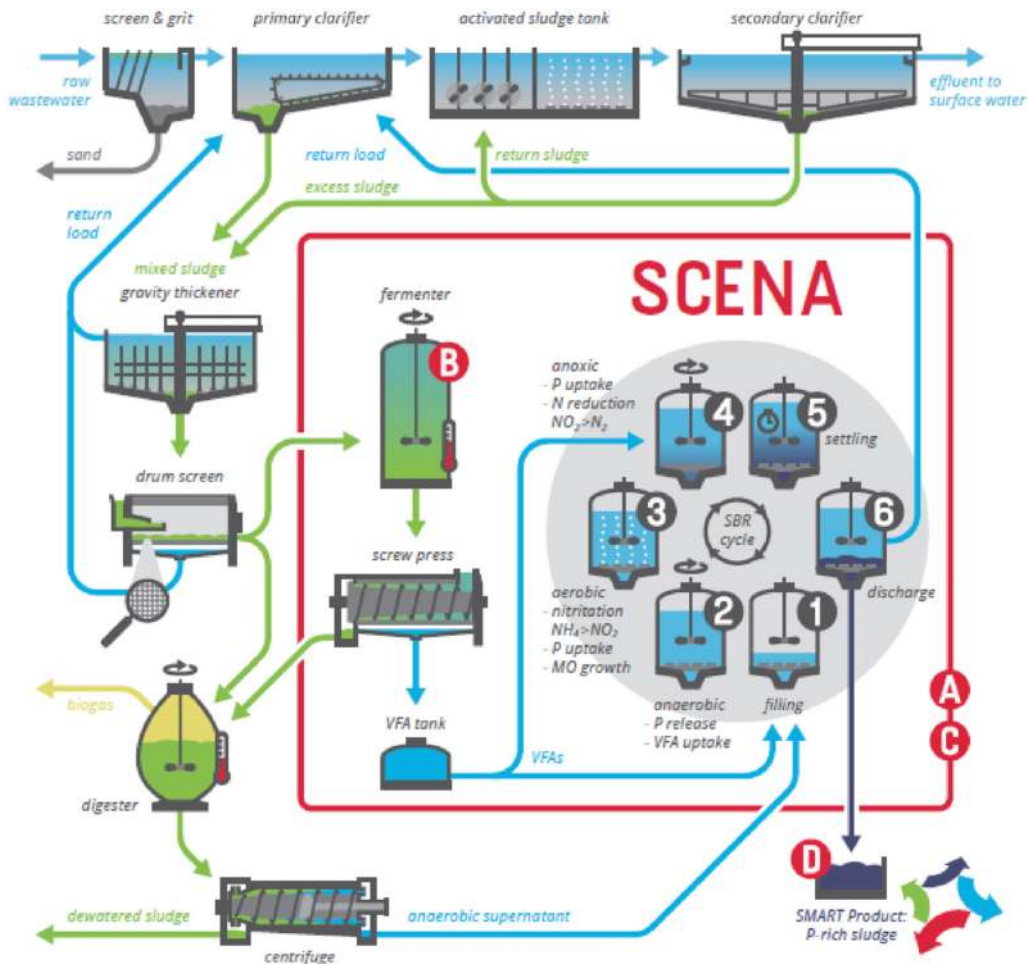 screen & grit
primary clarifier
activated sludge tank
secondary clarifier
raw
wastewater
effluent to
surface water
sand
return load
return sludge
excess sludge
return
load
mixed sludge
gravity thickener
SCENA
fermenter
B
anoxic
- P uptake
- N reduction
NO₂>N₂
4
5
settling
drum screen
3
SBR
cycle
6
screw press
aerobic
- nitritation
NH₄>NO₂
- P uptake
- MO growth
2
1
discharge
A
biogas
VFA tank
anaerobic
- P release
- VFA uptake
filling
C
VFAs
digester
D
dewatered sludge
anaerobic supernatant
centrifuge
SMART Product:
P-rich sludge